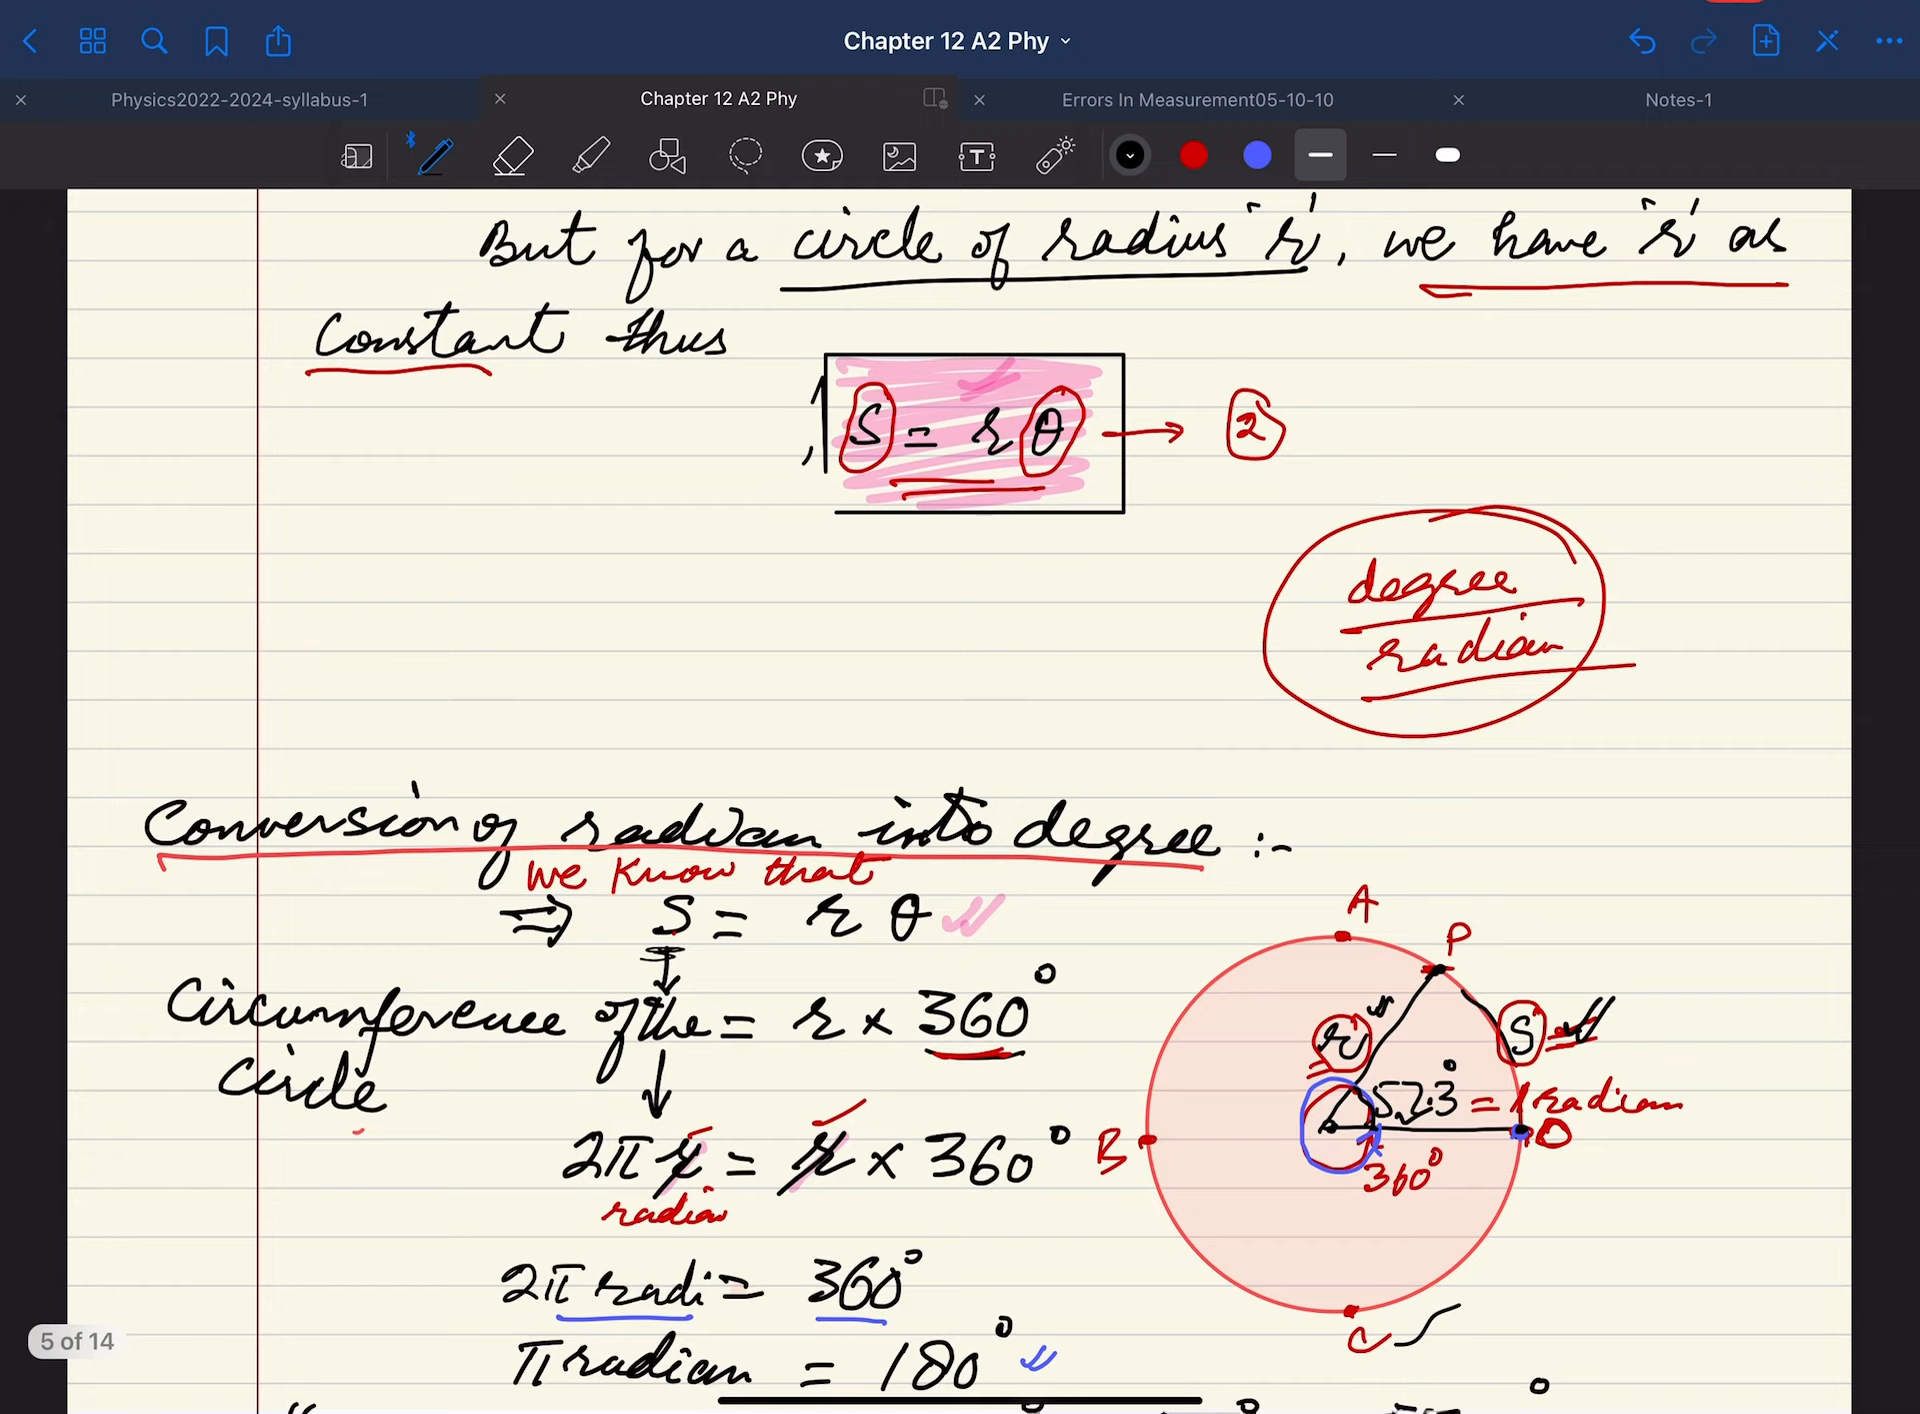 Chapter 12 A2 Phy
Physics2022-2024-syllabus-1
Chapter 12 A2 Phy
Errors In Measurement05-10-10
Notes-1
But for a circle of radius 'r', we have 'r' as
Constant thus
S = r θ → 2
degree
radian
Conversion of radian into degree :-
we know that
⇒ S = r θ
Circumnference of the = r × 360°
Circle
2π r = r × 360°
radian
2π radi = 360°
π radian = 180°
A
P
r
S
57.3° = 1 radian
B
O
360°
C
5 of 14